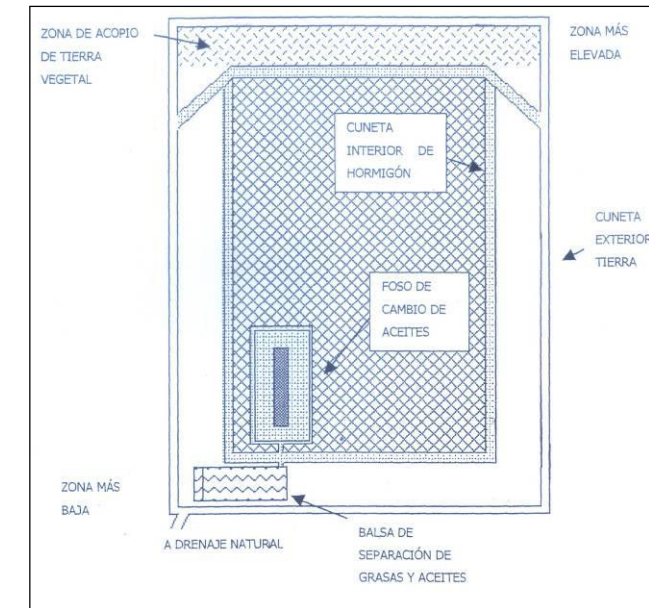 ZONA DE ACOPIO
DE TIERRA
VEGETAL
ZONA MÁS
ELEVADA
CUNETA
INTERIOR DE
HORMIGÓN
CUNETA
EXTERIOR
TIERRA
FOSO DE
CAMBIO DE
ACEITES
ZONA MÁS
BAJA
A DRENAJE NATURAL
BALSA DE
SEPARACIÓN DE
GRASAS Y ACEITES